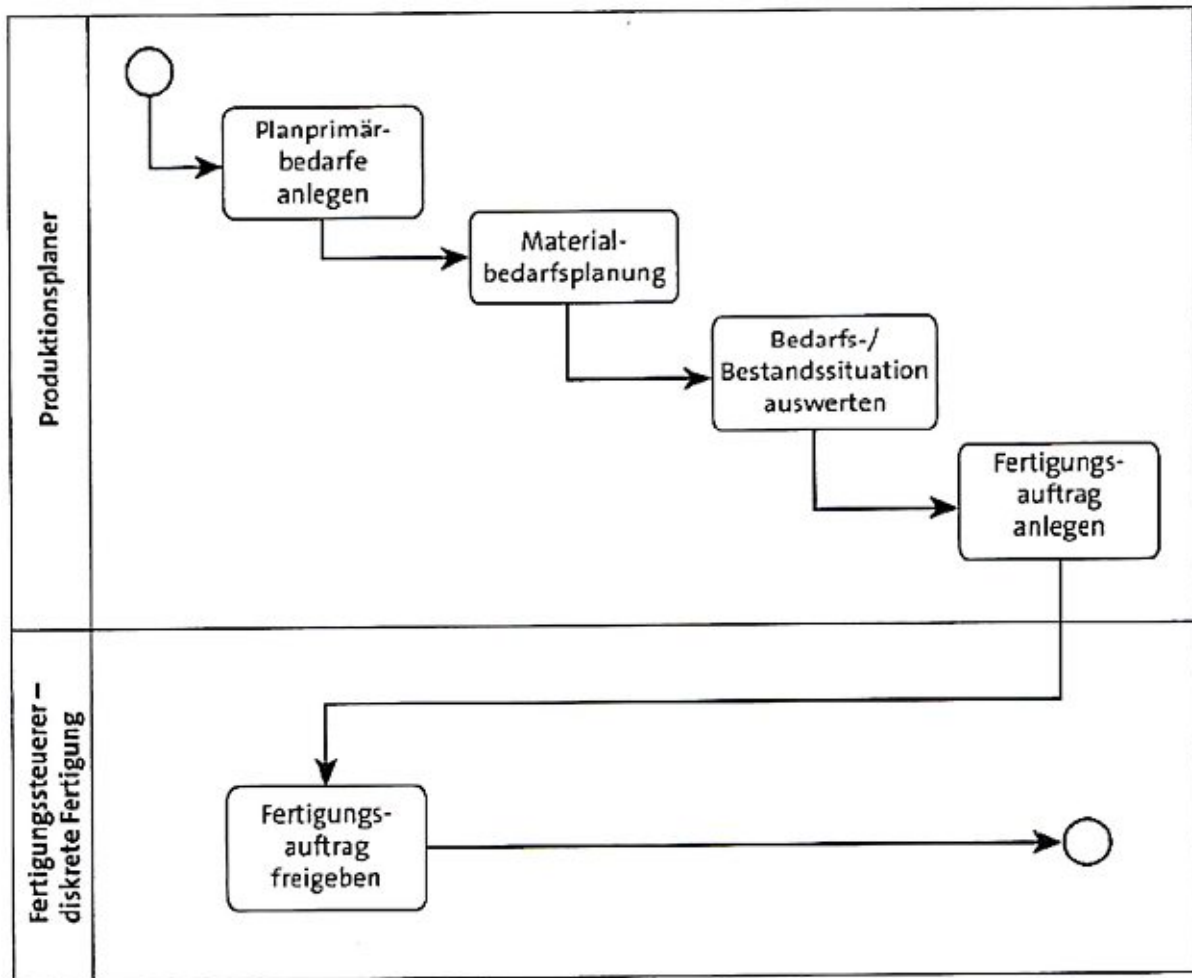 Produktionsplaner
Planprimär-
bedarfe
anlegen
Material-
bedarfsplanung
Bedarfs-/
Bestandssituation
auswerten
Fertigungs-
auftrag
anlegen
Fertigungssteuerer –
diskrete Fertigung
Fertigungs-
auftrag
freigeben